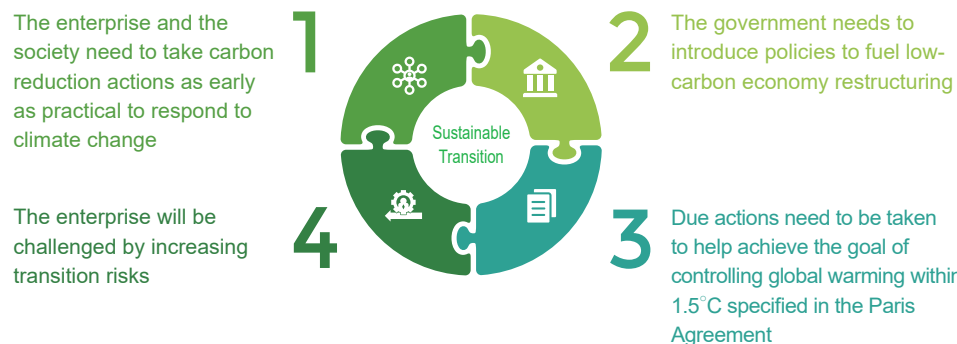 1
The enterprise and the
society need to take carbon
reduction actions as early
as practical to respond to
climate change
2
The government needs to
introduce policies to fuel low-
carbon economy restructuring
Sustainable
Transition
3
Due actions need to be taken
to help achieve the goal of
controlling global warming within
1.5°C specified in the Paris
Agreement
4
The enterprise will be
challenged by increasing
transition risks